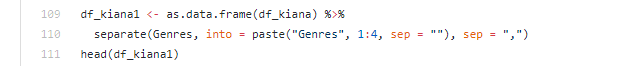 109 df_kiana1 <- as.data.frame(df_kiana) %>%
110   separate(Genres, into = paste("Genres", 1:4, sep = ""), sep = ",")
111 head(df_kiana1)